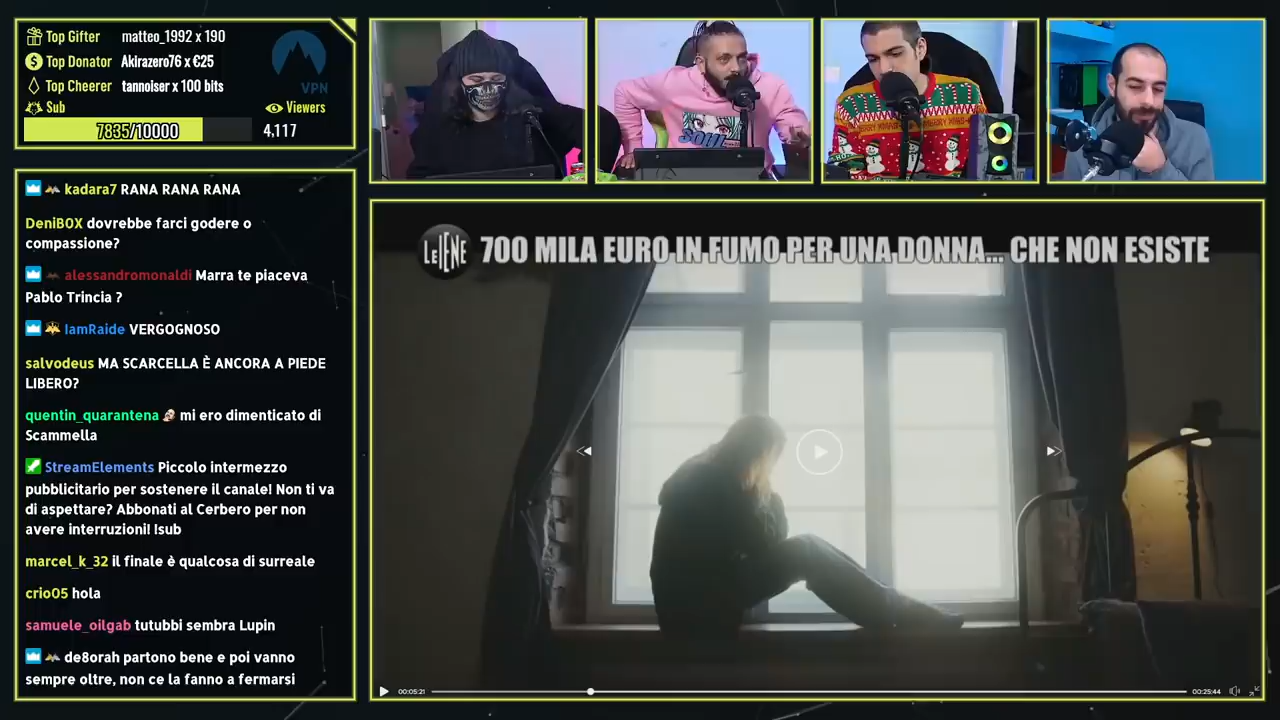 Top Gifter matteo_1992 x 190
Top Donator Akirazero76 x €25
Top Cheerer tannoiser x 100 bits
Sub
Viewers
7835/10000
4,117
VPN
kadara7 RANA RANA RANA
DeniBOX dovrebbe farci godere o
compassione?
alessandromonaldi Marra te piaceva
Pablo Trincia ?
IamRaide VERGOGNOSO
salvodeus MA SCARCELLA È ANCORA A PIEDE
LIBERO?
quentin_quarantena mi ero dimenticato di
Scammella
StreamElements Piccolo intermezzo
pubblicitario per sostenere il canale! Non ti va
di aspettare? Abbonati al Cerbero per non
avere interruzioni! !sub
marcel_k_32 il finale è qualcosa di surreale
crio05 hola
samuele_oilgab tutubbi sembra Lupin
de8orah partono bene e poi vanno
sempre oltre, non ce la fanno a fermarsi
LE IENE
700 MILA EURO IN FUMO PER UNA DONNA... CHE NON ESISTE
00:05:21
00:25:44